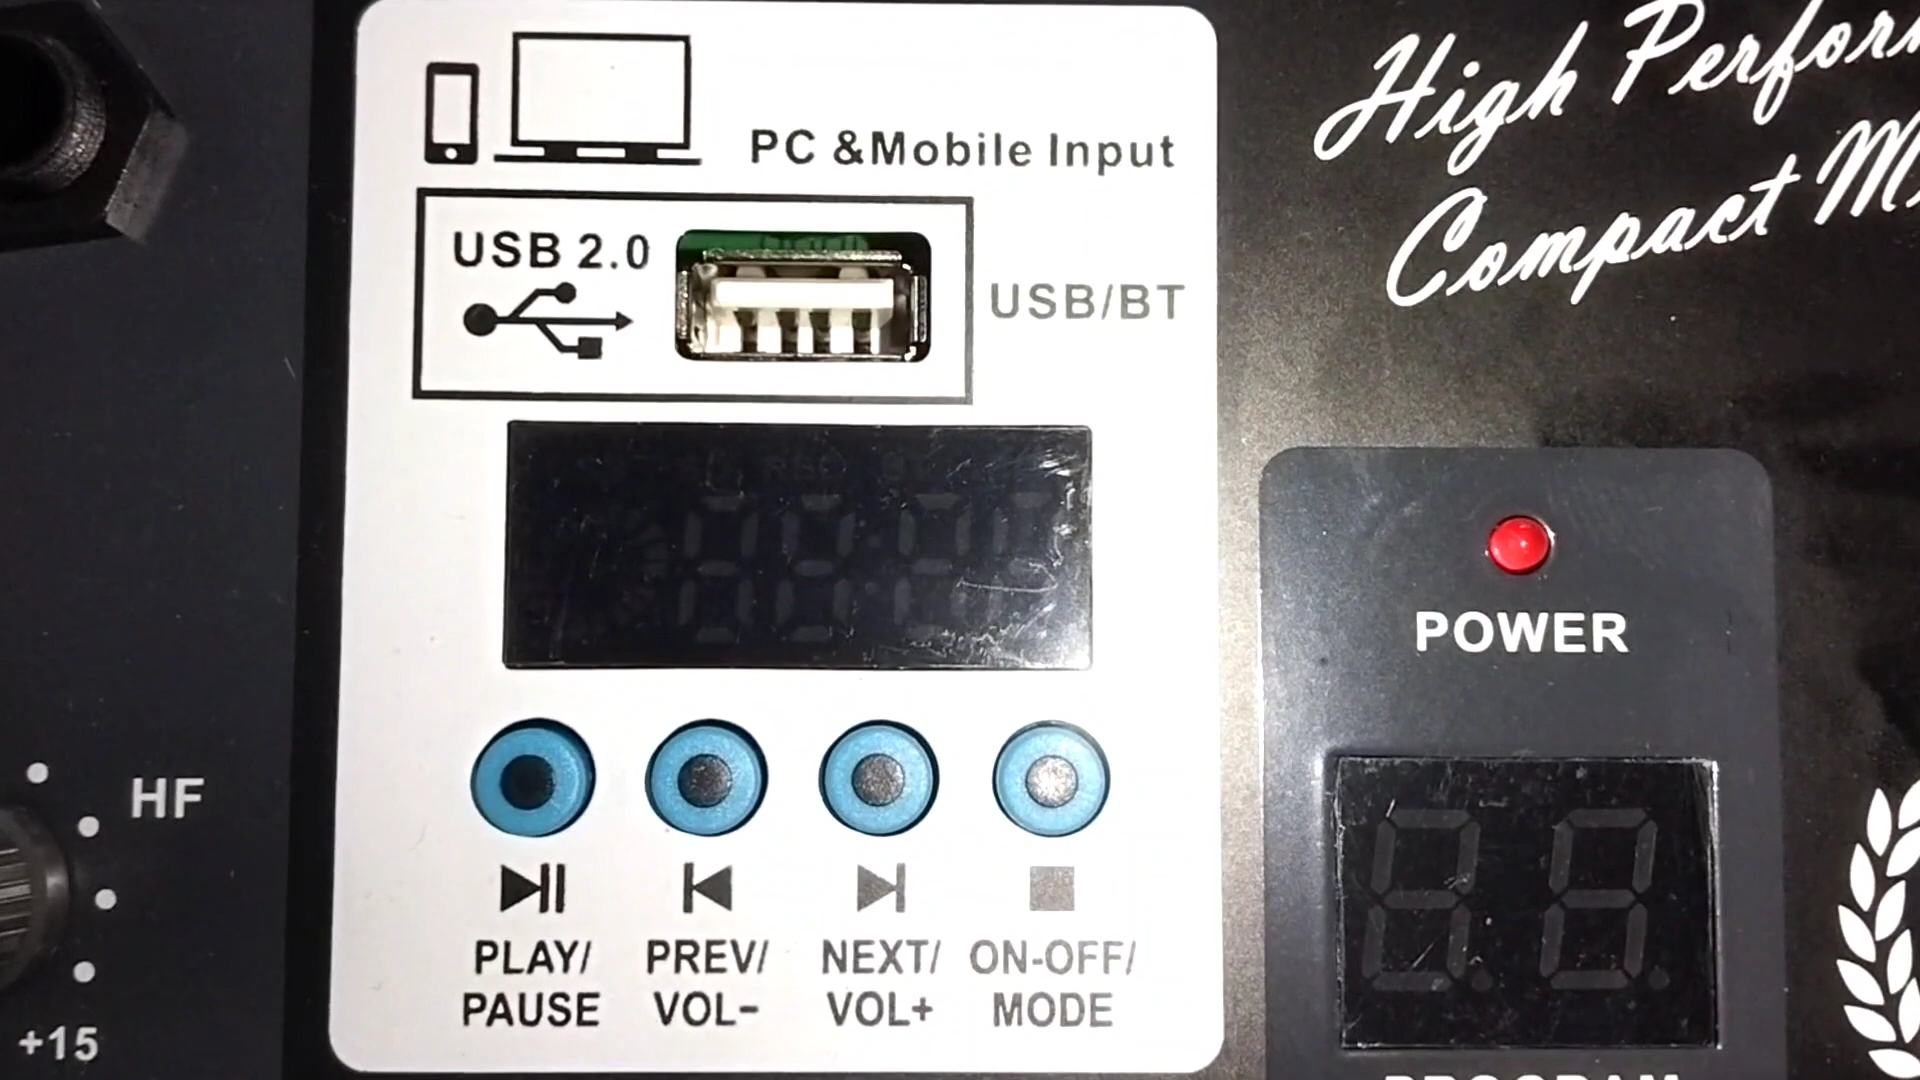 High
Compact
PC &Mobile Input
USB 2.0
USB/BT
POWER
HF
PLAY/
PAUSE
PREV/
VOL-
NEXT/
VOL+
ON-OFF/
MODE
+15
PROGRAM